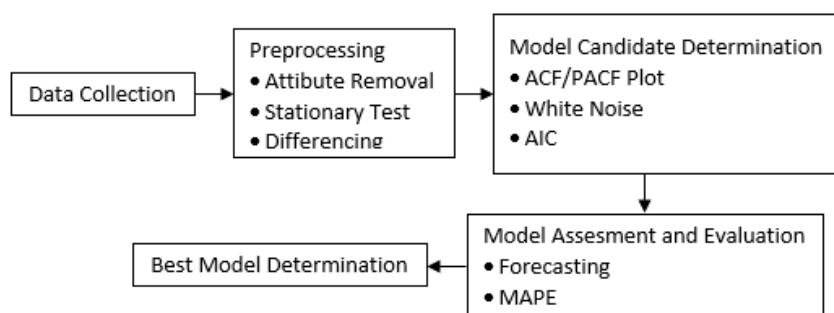 Data Collection
Preprocessing
• Attibute Removal
• Stationary Test
• Differencing
Model Candidate Determination
• ACF/PACF Plot
• White Noise
• AIC
Model Assesment and Evaluation
• Forecasting
• MAPE
Best Model Determination